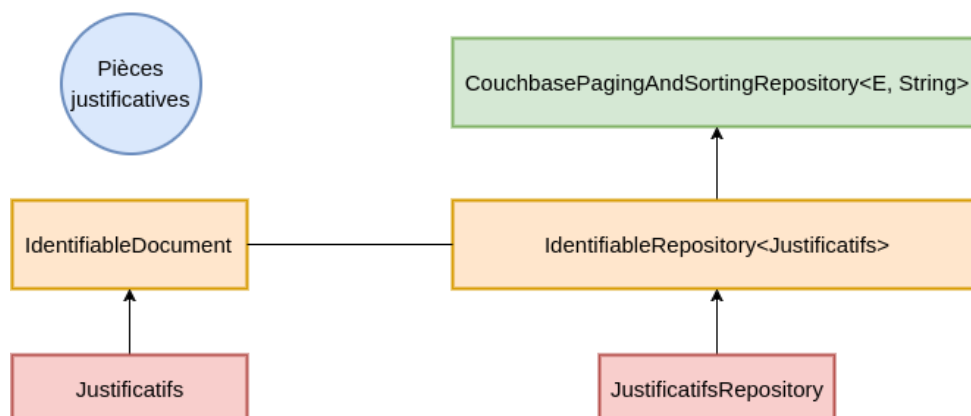 Pièces
justificatives
CouchbasePagingAndSortingRepository<E, String>
IdentifiableDocument
IdentifiableRepository<Justificatifs>
Justificatifs
JustificatifsRepository